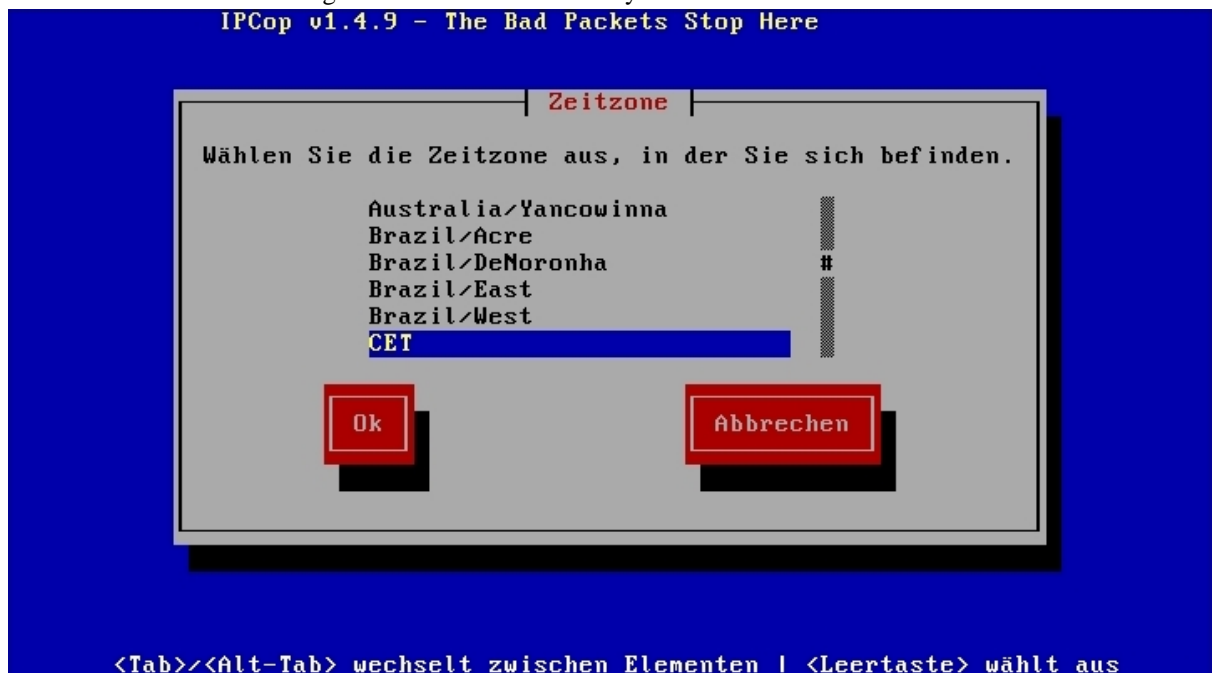 IPCop v1.4.9 - The Bad Packets Stop Here
Zeitzone
Wählen Sie die Zeitzone aus, in der Sie sich befinden.
Australia/Yancowinna
Brazil/Acre
Brazil/DeNoronha
#
Brazil/East
Brazil/West
CET
Ok
Abbrechen
<Tab>/<Alt-Tab> wechselt zwischen Elementen | <Leertaste> wählt aus